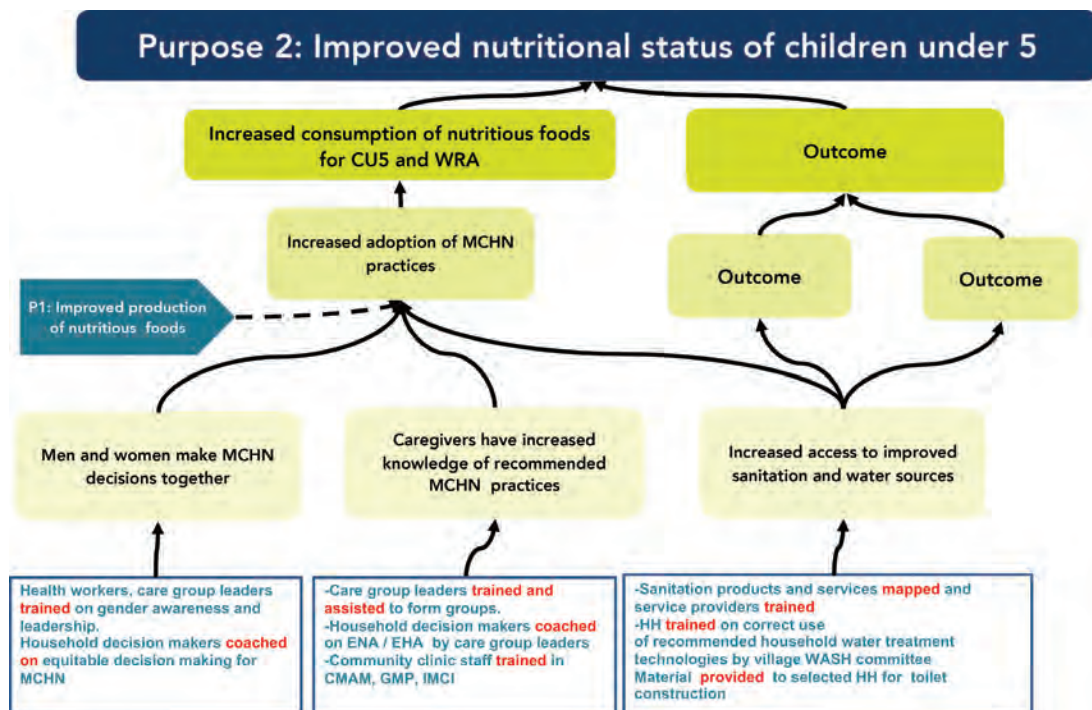 Purpose 2: Improved nutritional status of children under 5
Increased consumption of nutritious foods
for CU5 and WRA
Outcome
Increased adoption of MCHN
practices
Outcome
Outcome
P1: Improved production
of nutritious foods
Men and women make MCHN
decisions together
Caregivers have increased
knowledge of recommended
MCHN practices
Increased access to improved
sanitation and water sources
Health workers, care group leaders
trained on gender awareness and
leadership.
Household decision makers coached
on equitable decision making for
MCHN
-Care group leaders trained and
assisted to form groups.
-Household decision makers coached
on ENA / EHA by care group leaders
-Community clinic staff trained in
CMAM, GMP, IMCI
-Sanitation products and services mapped and
service providers trained
-HH trained on correct use
of recommended household water treatment
technologies by village WASH committee
Material provided to selected HH for toilet
construction